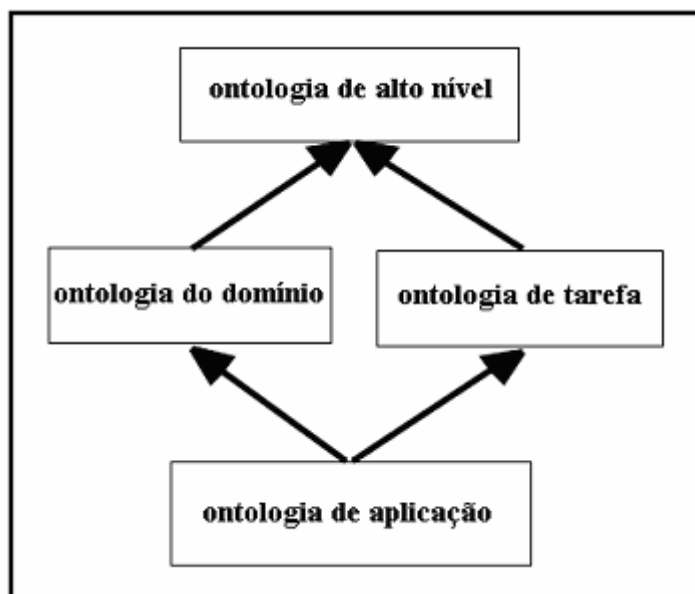 ontologia de alto nível
ontologia do domínio
ontologia de tarefa
ontologia de aplicação